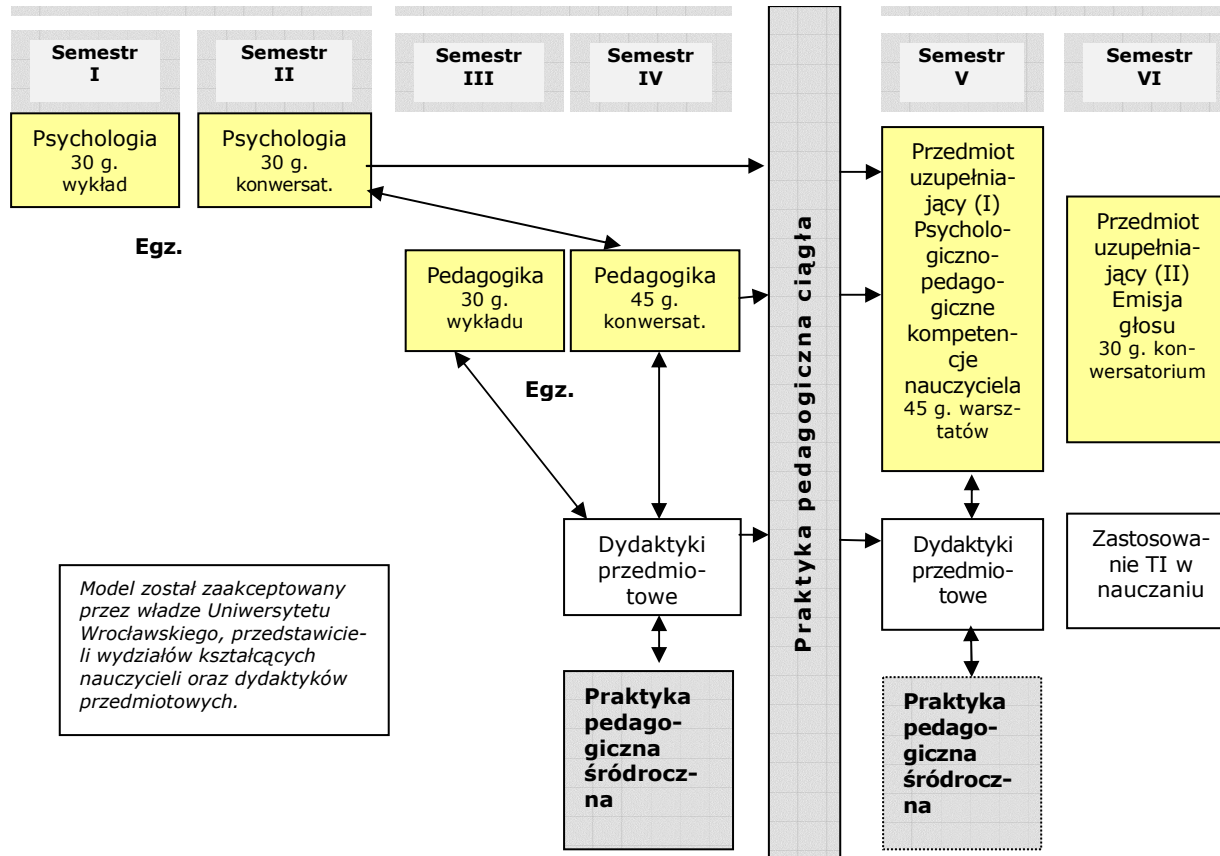 Semestr
I
Semestr
II
Semestr
III
Semestr
IV
Semestr
V
Semestr
VI
Psychologia
30 g.
wykład
Psychologia
30 g.
konwersat.
Egz.
Pedagogika
30 g.
wykładu
Pedagogika
45 g.
konwersat.
Egz.
Praktyka pedagogiczna ciągła
Przedmiot
uzupełnia-
jący (I)
Psycholo-
giczno-
pedago-
giczne
kompeten-
cje
nauczyciela
45 g. warsz-
tatów
Przedmiot
uzupełnia-
jący (II)
Emisja
głosu
30 g. kon-
wersatorium
Dydaktyki
przedmio-
towe
Dydaktyki
przedmio-
towe
Zastosowa-
nie TI w
nauczaniu
Model został zaakceptowany
przez władze Uniwersytetu
Wrocławskiego, przedstawicie-
li wydziałów kształcących
nauczycieli oraz dydaktyków
przedmiotowych.
Praktyka
pedago-
giczna
śródrocz-
na
Praktyka
pedago-
giczna
śródrocz-
na